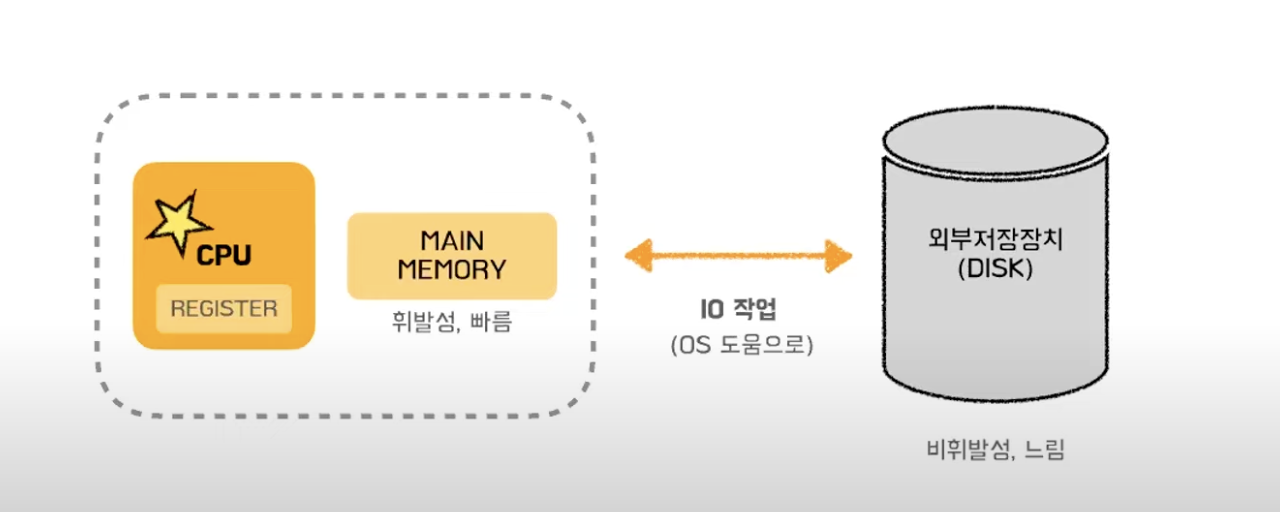 CPU
REGISTER
MAIN
MEMORY
휘발성, 빠름
IO 작업
(OS 도움으로)
외부저장장치
(DISK)
비휘발성, 느림